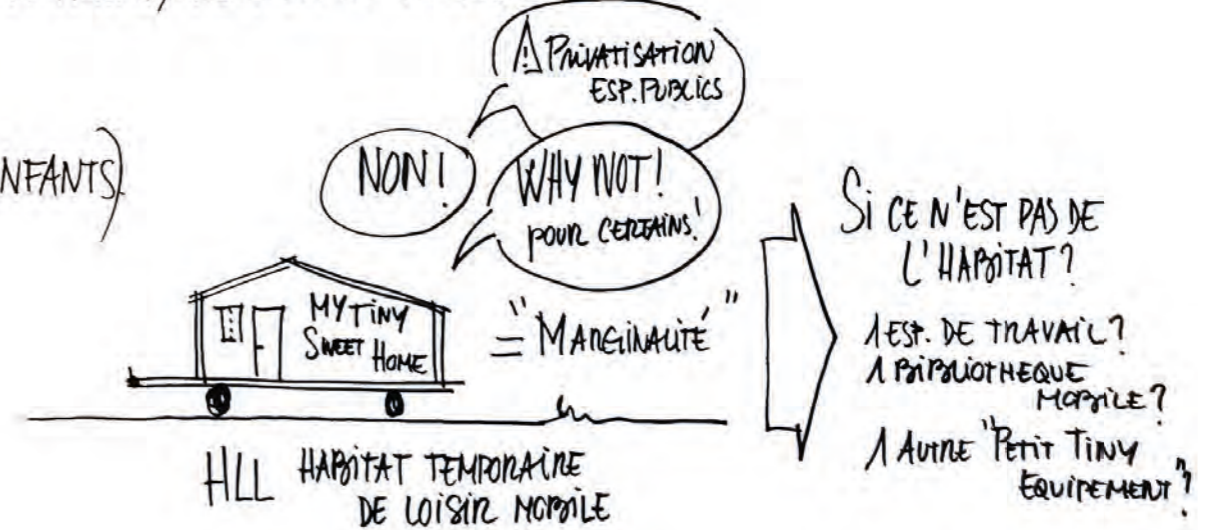 ⚠ PRIVATISATION
ESP. PUBLICS
NFANTS)
NON!
WHY NOT!
POUR CERTAINS!
MY TINY
SWEET HOME
= "MARGINALITÉ"
HLL HABITAT TEMPORAIRE
DE LOISIR MOBILE
SI CE N'EST PAS DE
L'HABITAT?
1 ESP. DE TRAVAIL?
1 BIBLIOTHEQUE
MOBILE?
1 AUTRE "PETIT TINY
EQUIPEMENT"?